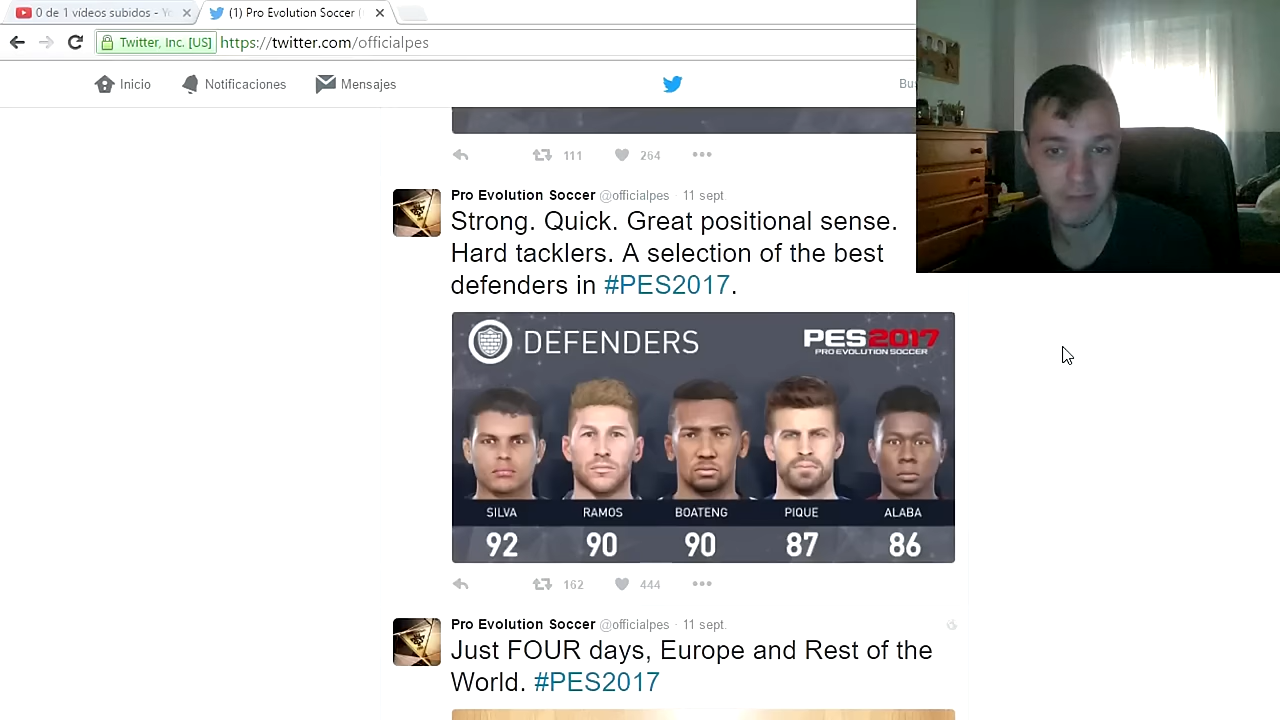 0 de 1 vídeos subidos - Yo
(1) Pro Evolution Soccer (
Twitter, Inc. [US] https://twitter.com/officialpes
Inicio Notificaciones Mensajes
111 264
Pro Evolution Soccer @officialpes · 11 sept.
Strong. Quick. Great positional sense.
Hard tacklers. A selection of the best
defenders in #PES2017.
DEFENDERS
PES2017
PRO EVOLUTION SOCCER
SILVA RAMOS BOATENG PIQUE ALABA
92 90 90 87 86
162 444
Pro Evolution Soccer @officialpes · 11 sept.
Just FOUR days, Europe and Rest of the
World. #PES2017